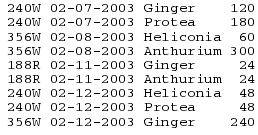 240W 02-07-2003 Ginger 120
240W 02-07-2003 Protea 180
356W 02-08-2003 Heliconia 60
356W 02-08-2003 Anthurium 300
188R 02-11-2003 Ginger 24
188R 02-11-2003 Anthurium 24
240W 02-12-2003 Heliconia 48
240W 02-12-2003 Protea 48
356W 02-12-2003 Ginger 240